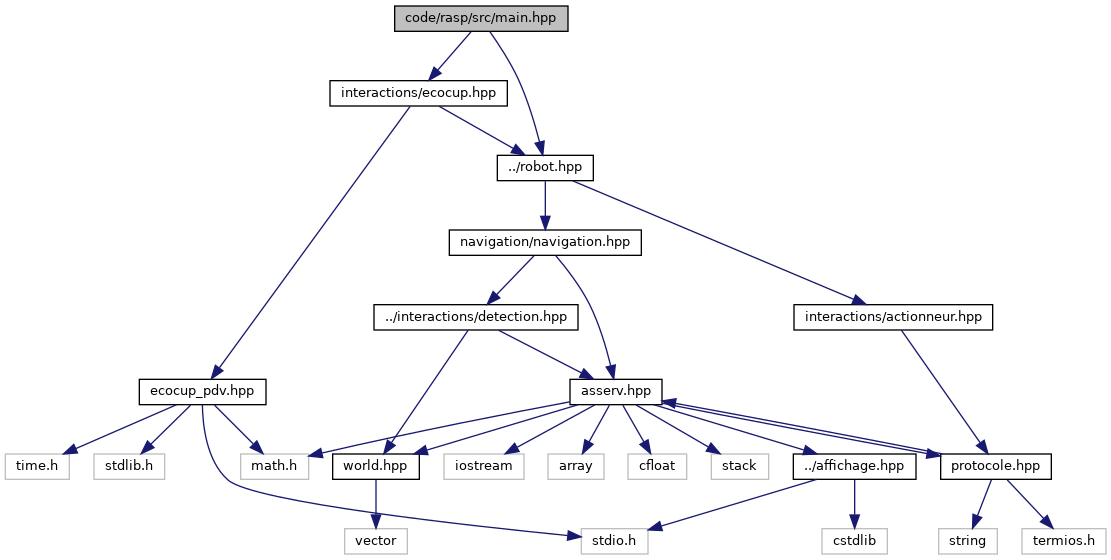 code/rasp/src/main.hpp
interactions/ecocup.hpp
../robot.hpp
navigation/navigation.hpp
../interactions/detection.hpp
interactions/actionneur.hpp
ecocup_pdv.hpp
asserv.hpp
time.h
stdlib.h
math.h
world.hpp
iostream
array
cfloat
stack
../affichage.hpp
protocole.hpp
vector
stdio.h
cstdlib
string
termios.h